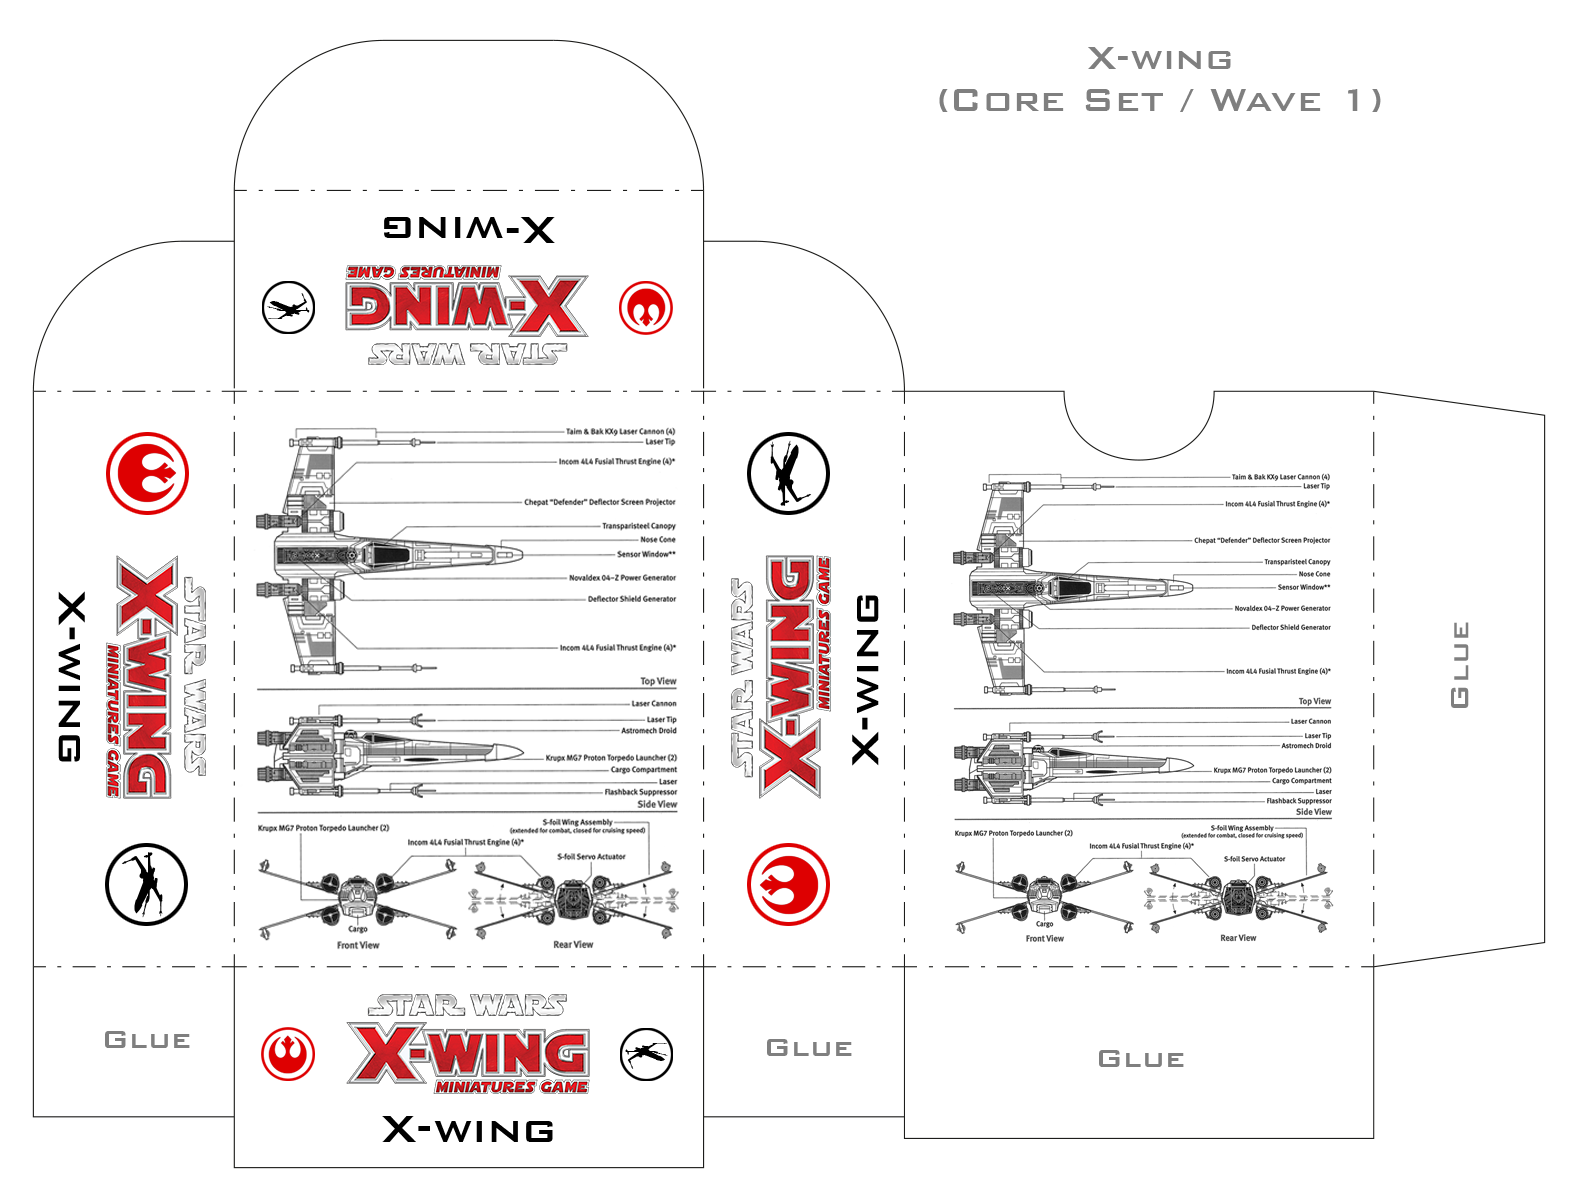 X-WING
(CORE SET / WAVE 1)
X-WING
MINIATURES GAME
X-WING
STAR WARS
STAR WARS
X-WING
MINIATURES GAME
X-WING
Taim & Bak KX9 Laser Cannon (4)
Laser Tip
Incom 4L4 Fusial Thrust Engine (4)*
Chepat "Defender" Deflector Screen Projector
Transparisteel Canopy
Nose Cone
Sensor Window**
Novaldex 04-Z Power Generator
Deflector Shield Generator
Incom 4L4 Fusial Thrust Engine (4)*
Top View
Laser Cannon
Laser Tip
Astromech Droid
Krupx MG7 Proton Torpedo Launcher (2)
Cargo Compartment
Laser
Flashback Suppressor
Side View
Krupx MG7 Proton Torpedo Launcher (2)
S-foil Wing Assembly
(extended for combat, closed for cruising speed)
Incom 4L4 Fusial Thrust Engine (4)*
S-foil Servo Actuator
Cargo
Front View
Rear View
STAR WARS
X-WING
MINIATURES GAME
X-WING
Taim & Bak KX9 Laser Cannon (4)
Laser Tip
Incom 4L4 Fusial Thrust Engine (4)*
Chepat "Defender" Deflector Screen Projector
Transparisteel Canopy
Nose Cone
Sensor Window**
Novaldex 04-Z Power Generator
Deflector Shield Generator
Incom 4L4 Fusial Thrust Engine (4)*
Top View
Laser Cannon
Laser Tip
Astromech Droid
Krupx MG7 Proton Torpedo Launcher (2)
Cargo Compartment
Laser
Flashback Suppressor
Side View
Krupx MG7 Proton Torpedo Launcher (2)
S-foil Wing Assembly
(extended for combat, closed for cruising speed)
Incom 4L4 Fusial Thrust Engine (4)*
S-foil Servo Actuator
Cargo
Front View
Rear View
GLUE
GLUE
STAR WARS
X-WING
MINIATURES GAME
X-WING
GLUE
GLUE